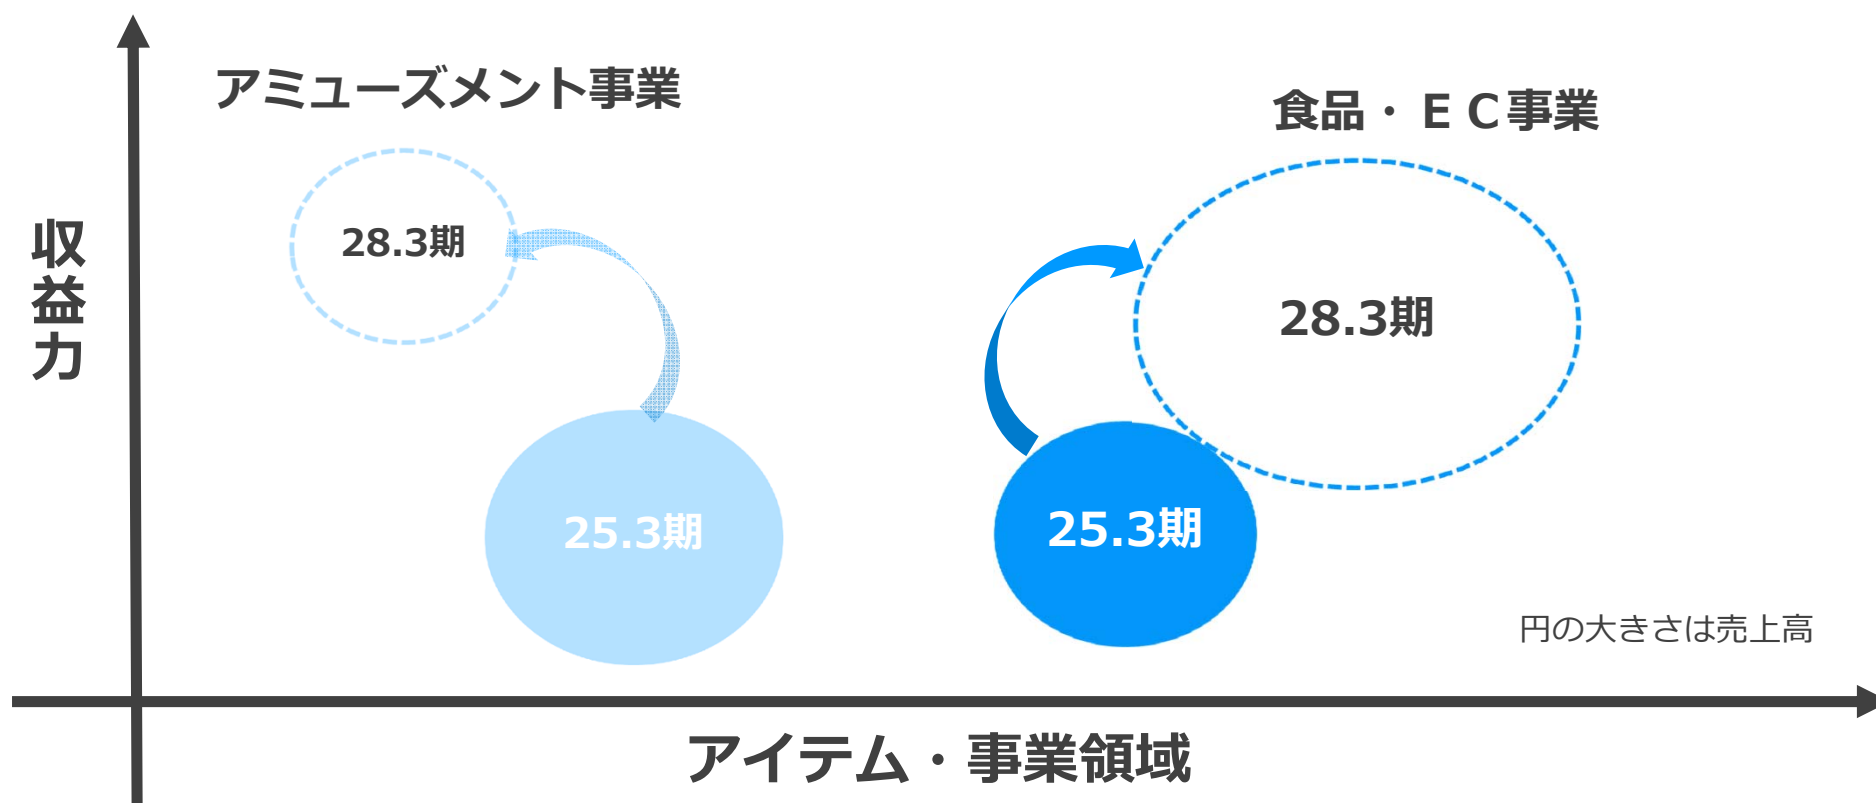 アミューズメント事業
食品・ＥＣ事業
収益力
28.3期
28.3期
25.3期
25.3期
円の大きさは売上高
アイテム・事業領域